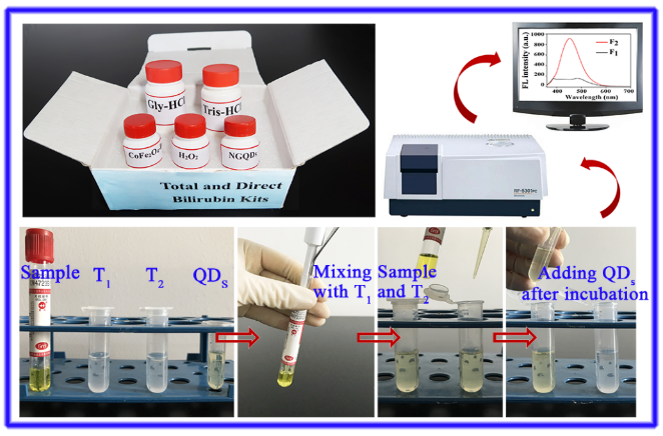 Gly-HCl
Tris-HCl
CoFe₂O₄
H₂O₂
NGQDs
Total and Direct
Bilirubin Kits
FL intensity (a.u.)
1000
800
600
400
200
0
F₂
F₁
400 500 600 700
Wavelength (nm)
RF-5301PC
Sample
T₁
T₂
QDₛ
Mixing Sample
with T₁ and T₂
Adding QDₛ
after incubation